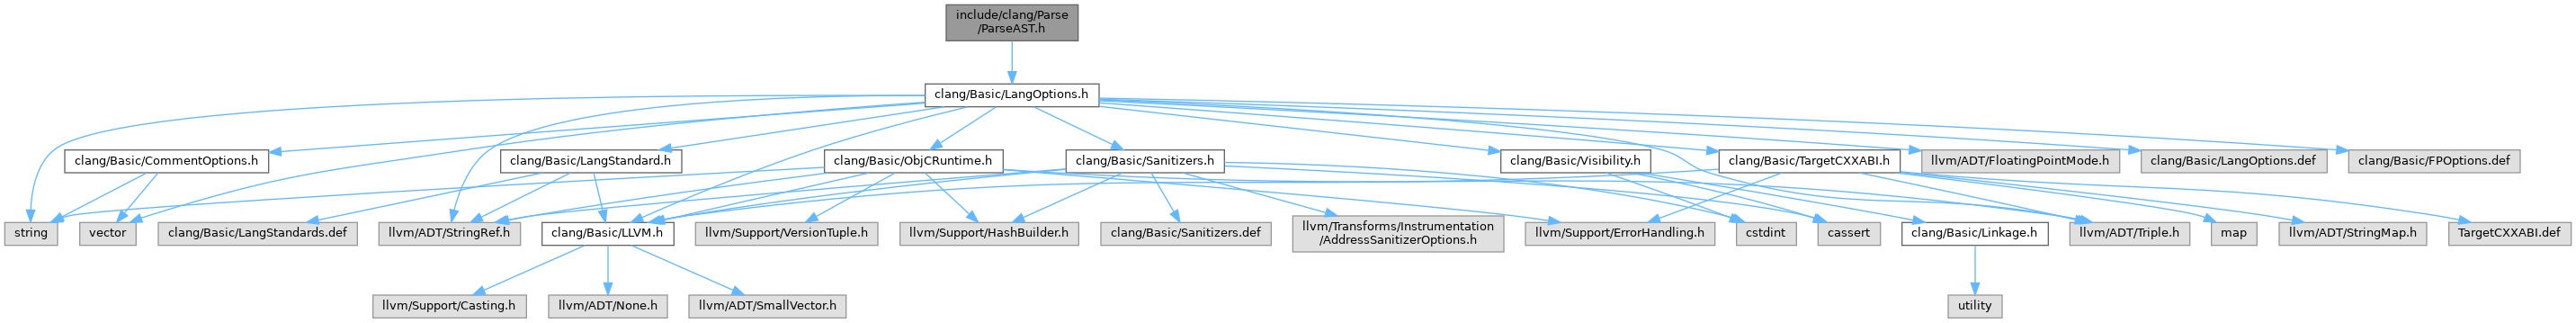 include/clang/Parse
/ParseAST.h
clang/Basic/LangOptions.h
clang/Basic/CommentOptions.h
clang/Basic/LangStandard.h
clang/Basic/ObjCRuntime.h
clang/Basic/Sanitizers.h
clang/Basic/Visibility.h
clang/Basic/TargetCXXABI.h
llvm/ADT/FloatingPointMode.h
clang/Basic/LangOptions.def
clang/Basic/FPOptions.def
string
vector
clang/Basic/LangStandards.def
llvm/ADT/StringRef.h
clang/Basic/LLVM.h
llvm/Support/VersionTuple.h
llvm/Support/HashBuilder.h
clang/Basic/Sanitizers.def
llvm/Transforms/Instrumentation
/AddressSanitizerOptions.h
llvm/Support/ErrorHandling.h
cstdint
cassert
clang/Basic/Linkage.h
llvm/ADT/Triple.h
map
llvm/ADT/StringMap.h
TargetCXXABI.def
llvm/Support/Casting.h
llvm/ADT/None.h
llvm/ADT/SmallVector.h
utility